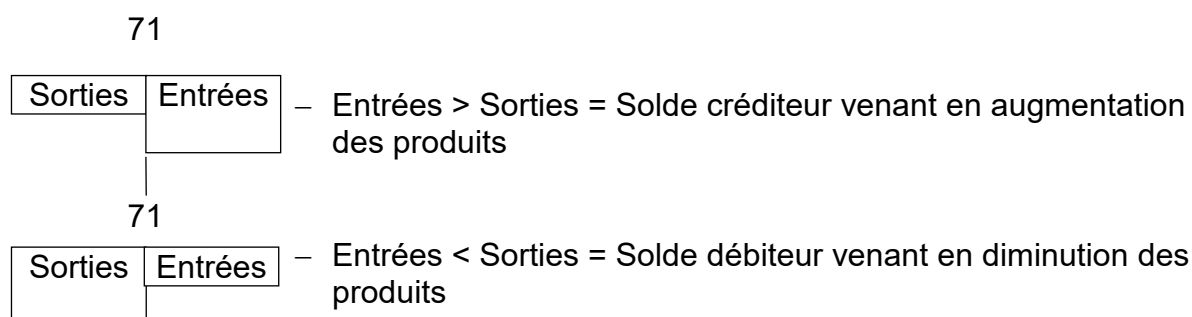 71
Sorties Entrées – Entrées > Sorties = Solde créditeur venant en augmentation
des produits
71
Sorties Entrées – Entrées < Sorties = Solde débiteur venant en diminution des
produits